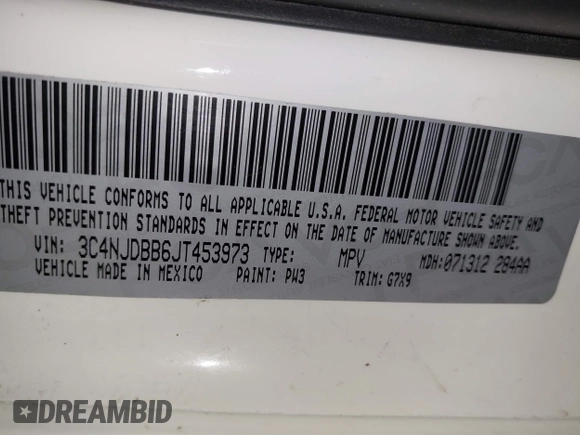 THIS VEHICLE CONFORMS TO ALL APPLICABLE U.S.A. FEDERAL MOTOR VEHICLE SAFETY AND
THEFT PREVENTION STANDARDS IN EFFECT ON THE DATE OF MANUFACTURE SHOWN ABOVE.
VIN: 3C4NJDBB6JT453973 TYPE: MPV MDH: 071312 284AA
VEHICLE MADE IN MEXICO PAINT: PW3 TRIM: G7X9
DREAMBID